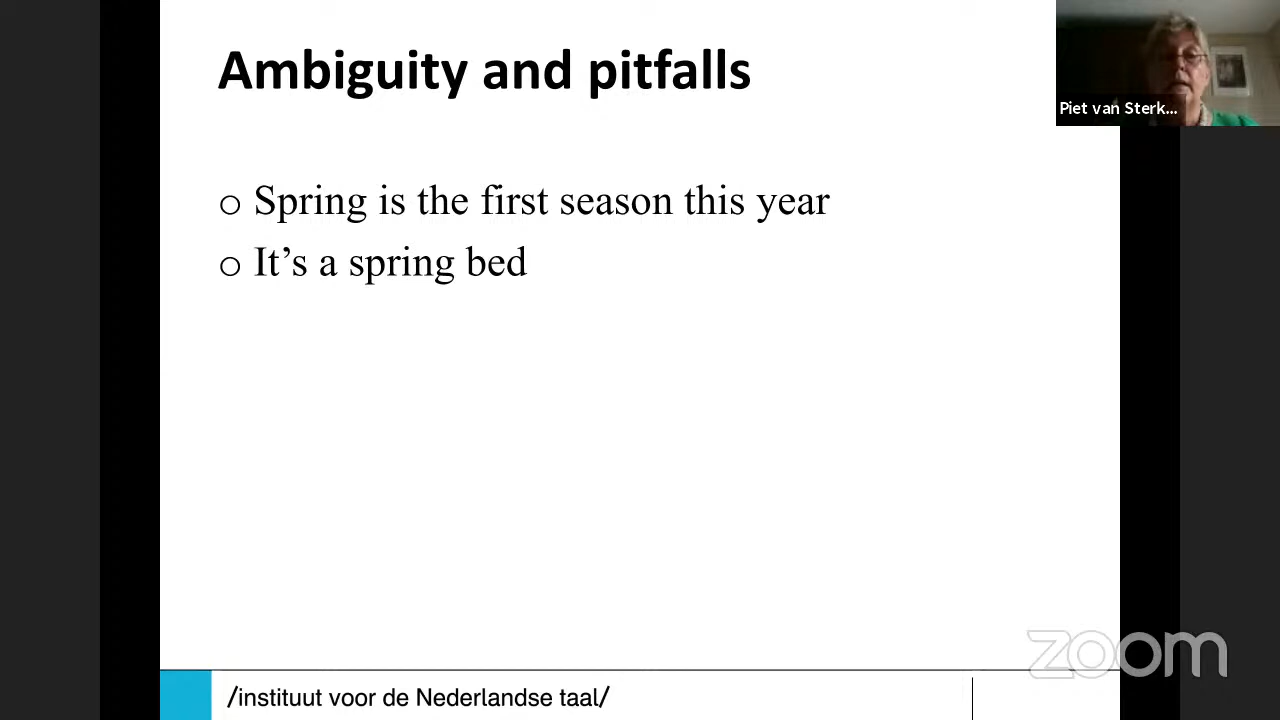 Ambiguity and pitfalls
Piet van Sterk...
o Spring is the first season this year
o It’s a spring bed
zoom
/instituut voor de Nederlandse taal/